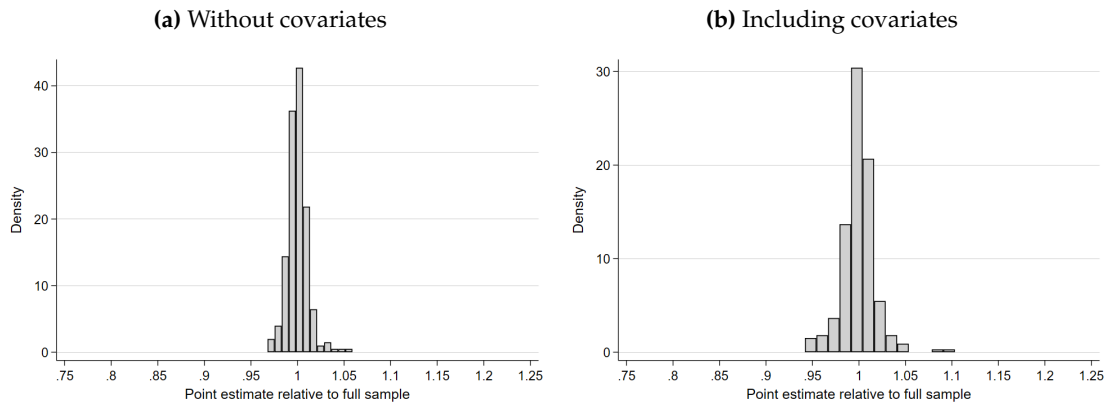 (a) Without covariates
Density
40
30
20
10
0
.75 .8 .85 .9 .95 1 1.05 1.1 1.15 1.2 1.25
Point estimate relative to full sample
(b) Including covariates
Density
30
20
10
0
.75 .8 .85 .9 .95 1 1.05 1.1 1.15 1.2 1.25
Point estimate relative to full sample